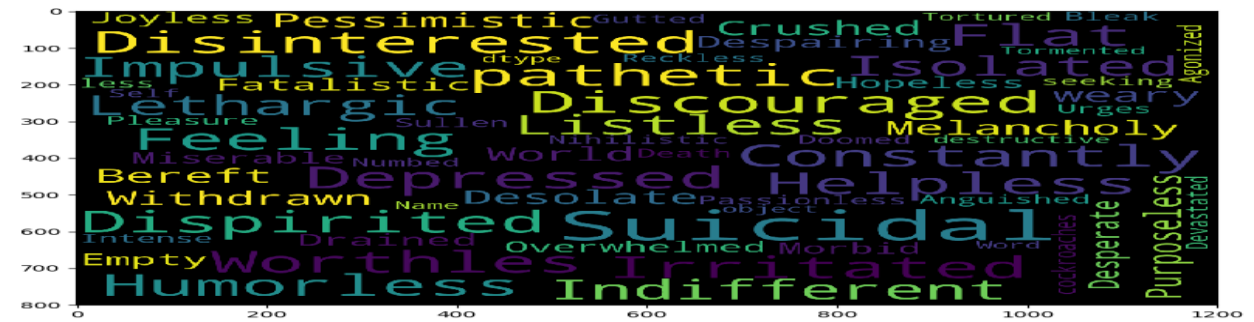 0
Joyless Pessimistic Gutted Crushed Tortured Bleak
100
Disinterested Despairing Flat Tormented Agonized
Impulsive dtype Reckless Isolated
200
less Fatalistic pathetic Hopeless seeking
Self Lethargic Discouraged weary Urges
300
Pleasure Sullen Listless Melancholy
Feeling Nihilistic Doomed destructive
400
Miserable Numbed World Death Constantly
Bereft Depressed Helpless
500
Withdrawn Name Desolate Passionless Anguished
Dispirited Suicidal object Purposeless Devastated
600
Intense Drained Overwhelmed Morbid Word Desperate cockroaches
Empty Worthles Irritated
700
Humorless Indifferent
800
0 200 400 600 800 1000 1200